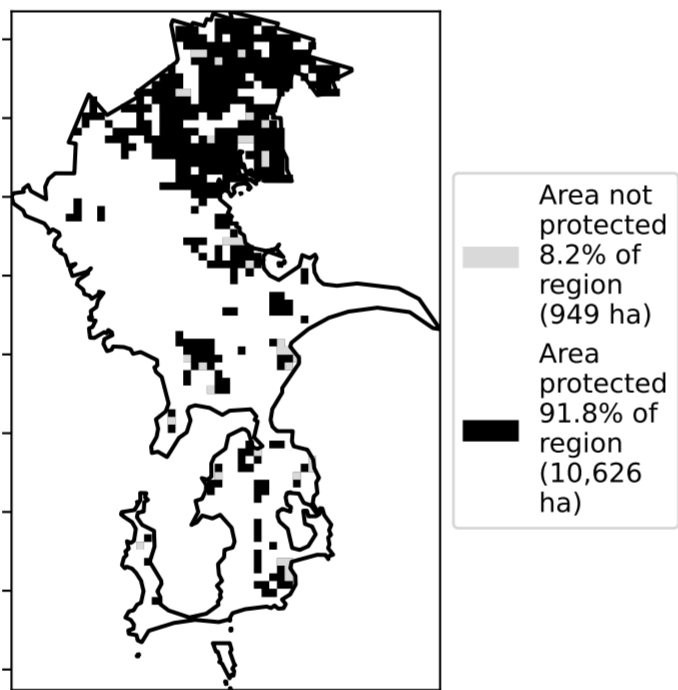 Area not
protected
8.2% of
region
(949 ha)
Area
protected
91.8% of
region
(10,626
ha)